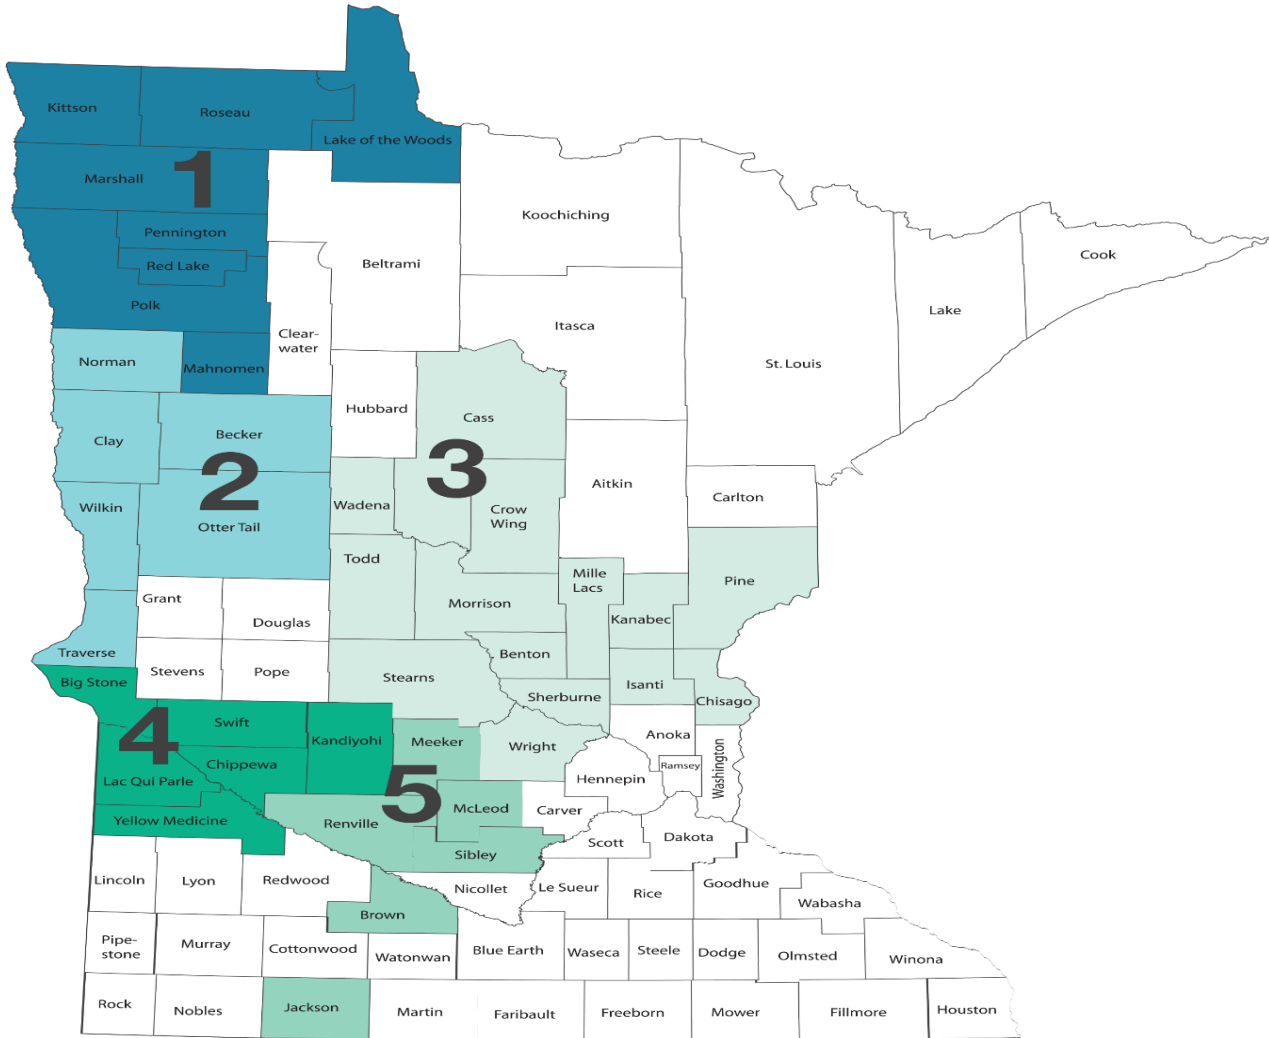 Kittson
Roseau
Lake of the Woods
Marshall
1
Pennington
Red Lake
Polk
Koochiching
Beltrami
Cook
Lake
Itasca
St. Louis
Clear-
water
Norman
Mahnomen
Hubbard
Cass
Clay
Becker
2
3
Wilkin
Otter Tail
Wadena
Crow
Wing
Aitkin
Carlton
Todd
Mille
Lacs
Pine
Grant
Douglas
Morrison
Kanabec
Traverse
Stevens
Pope
Benton
Big Stone
Stearns
Sherburne
Isanti
Chisago
4
Swift
Kandiyohi
Meeker
Wright
Anoka
Washington
Ramsey
Hennepin
Lac Qui Parle
Chippewa
5
McLeod
Carver
Yellow Medicine
Renville
Scott
Dakota
Sibley
Lincoln
Lyon
Redwood
Nicollet
Le Sueur
Rice
Goodhue
Wabasha
Brown
Pipe-
stone
Murray
Cottonwood
Watonwan
Blue Earth
Waseca
Steele
Dodge
Olmsted
Winona
Rock
Nobles
Jackson
Martin
Faribault
Freeborn
Mower
Fillmore
Houston